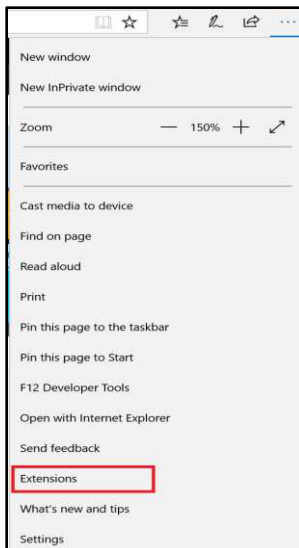 New window
New InPrivate window
Zoom — 150% +
Favorites
Cast media to device
Find on page
Read aloud
Print
Pin this page to the taskbar
Pin this page to Start
F12 Developer Tools
Open with Internet Explorer
Send feedback
Extensions
What's new and tips
Settings